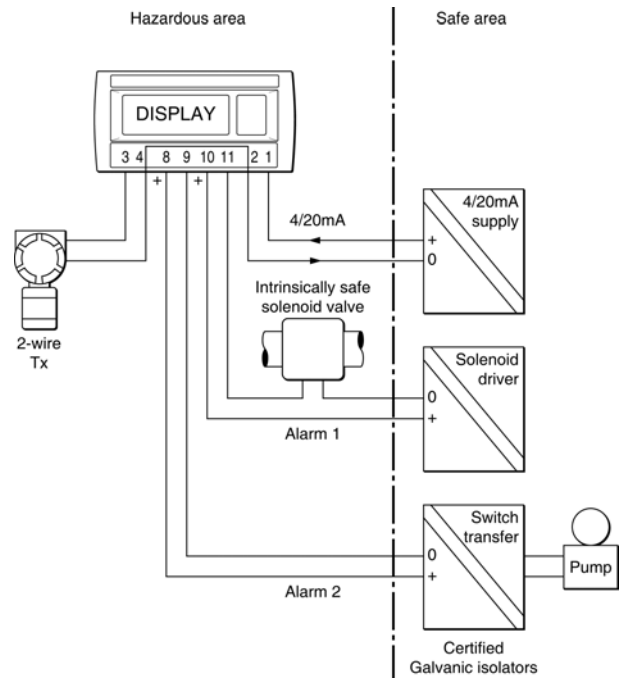 Hazardous area
Safe area
DISPLAY
3 4 8 9 10 11 2 1
+ +
4/20mA
supply
4/20mA
+
0
2-wire
Tx
Intrinsically safe
solenoid valve
Solenoid
driver
0
+
Alarm 1
Switch
transfer
0
+
Pump
Alarm 2
Certified
Galvanic isolators